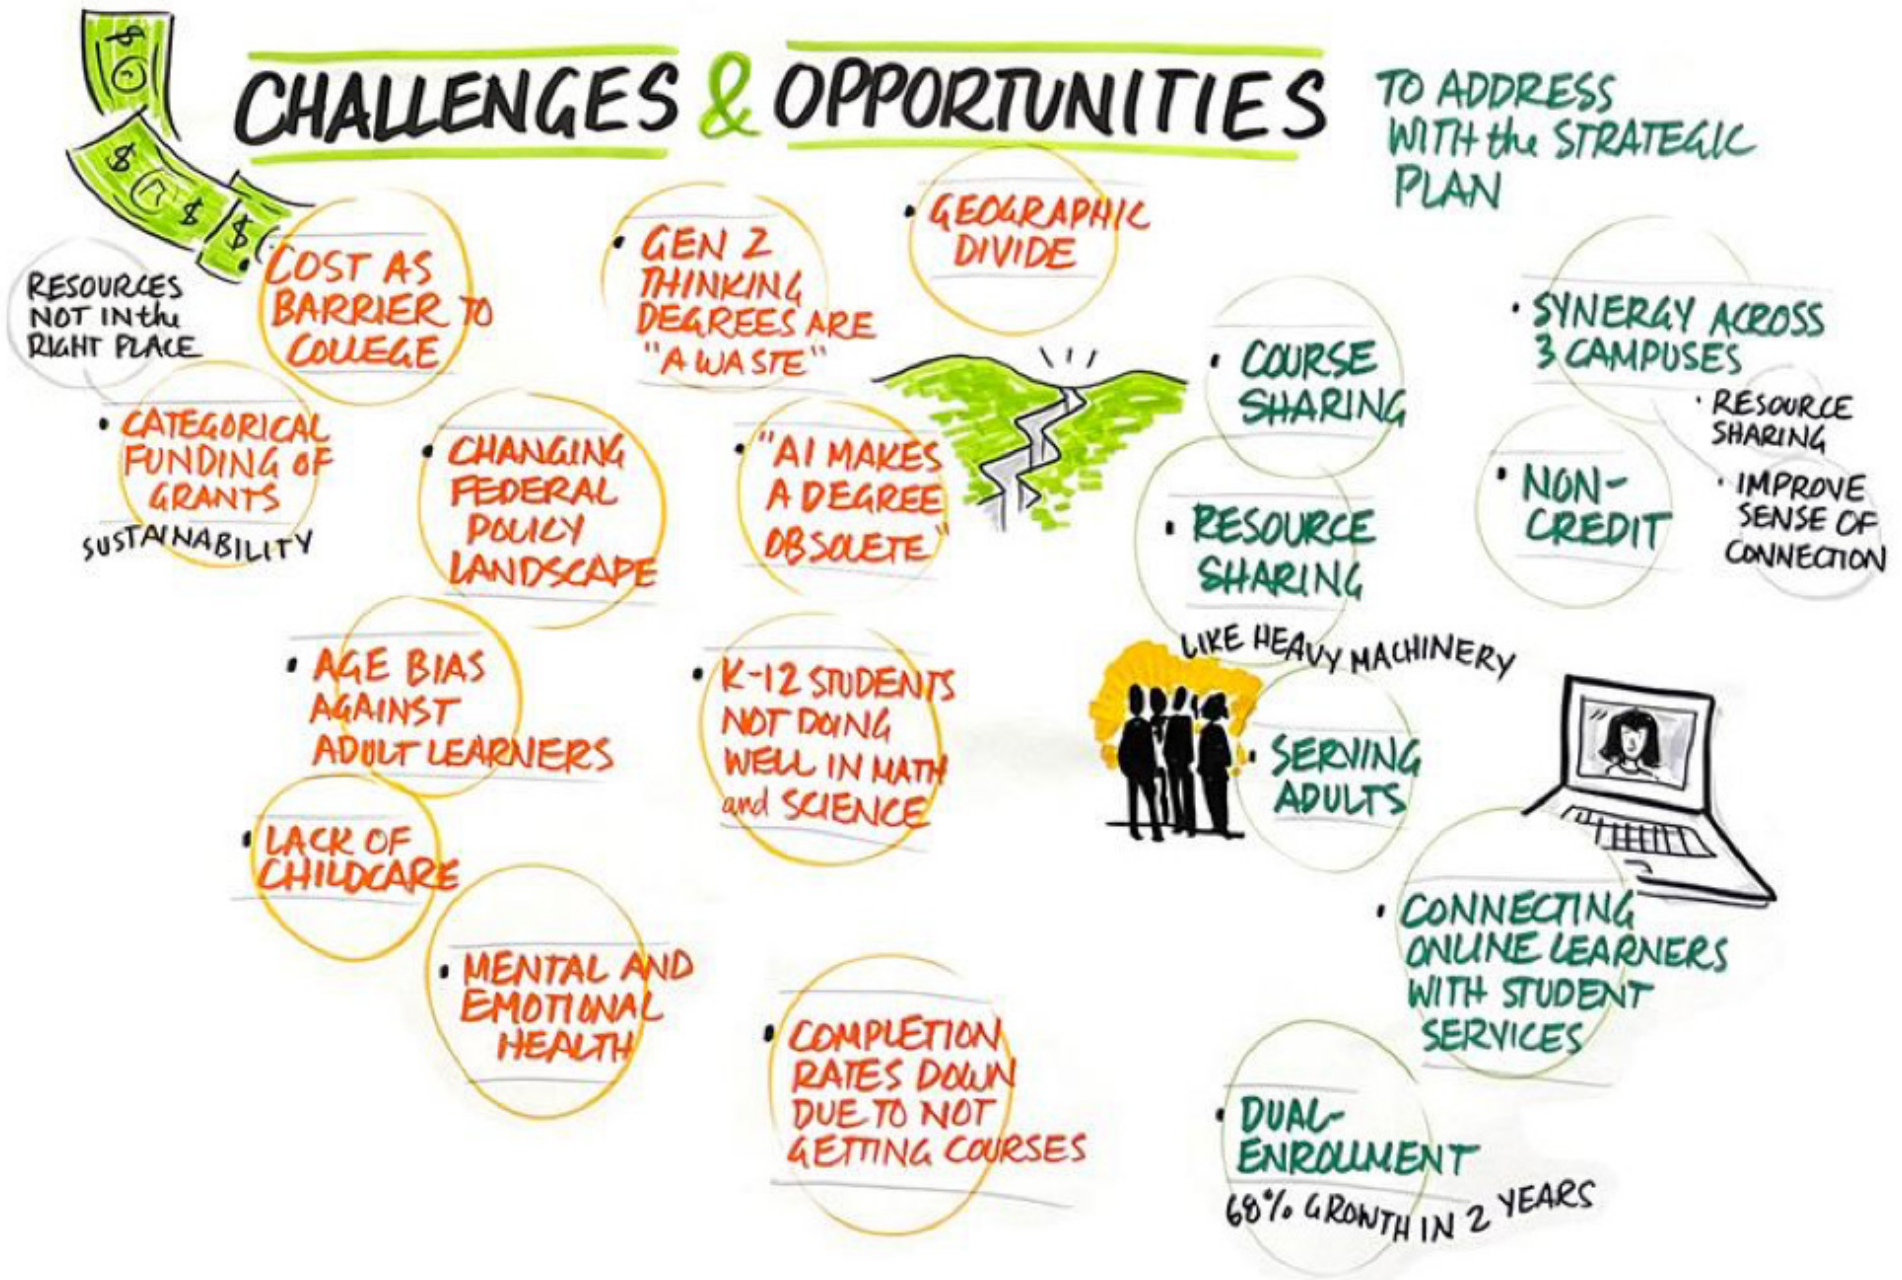 CHALLENGES & OPPORTUNITIES
TO ADDRESS
WITH the STRATEGIC
PLAN
RESOURCES
NOT IN the
RIGHT PLACE
• COST AS
BARRIER TO
COLLEGE
• GEN Z
THINKING
DEGREES ARE
"A WASTE"
• GEOGRAPHIC
DIVIDE
• CATEGORICAL
FUNDING OF
GRANTS
SUSTAINABILITY
• CHANGING
FEDERAL
POLICY
LANDSCAPE
• "AI MAKES
A DEGREE
OBSOLETE"
• AGE BIAS
AGAINST
ADULT LEARNERS
• K-12 STUDENTS
NOT DOING
WELL IN MATH
and SCIENCE
• LACK OF
CHILDCARE
• MENTAL AND
EMOTIONAL
HEALTH
• COMPLETION
RATES DOWN
DUE TO NOT
GETTING COURSES
• COURSE
SHARING
• SYNERGY ACROSS
3 CAMPUSES
• RESOURCE
SHARING
• IMPROVE
SENSE OF
CONNECTION
• RESOURCE
SHARING
LIKE HEAVY MACHINERY
• NON-
CREDIT
• SERVING
ADULTS
• CONNECTING
ONLINE LEARNERS
WITH STUDENT
SERVICES
• DUAL-
ENROLLMENT
68% GROWTH IN 2 YEARS
$
$ $
$